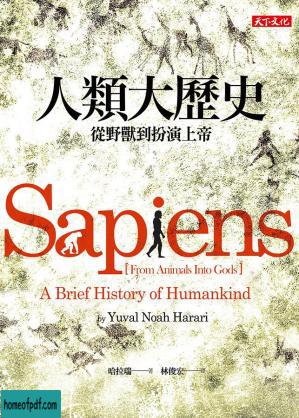 天下文化
人類大歷史
從野獸到扮演上帝
Sapiens
[From Animals Into Gods]
A Brief History of Humankind
by Yuval Noah Harari
哈拉瑞 著 林俊宏 譯
homeofpdf.com